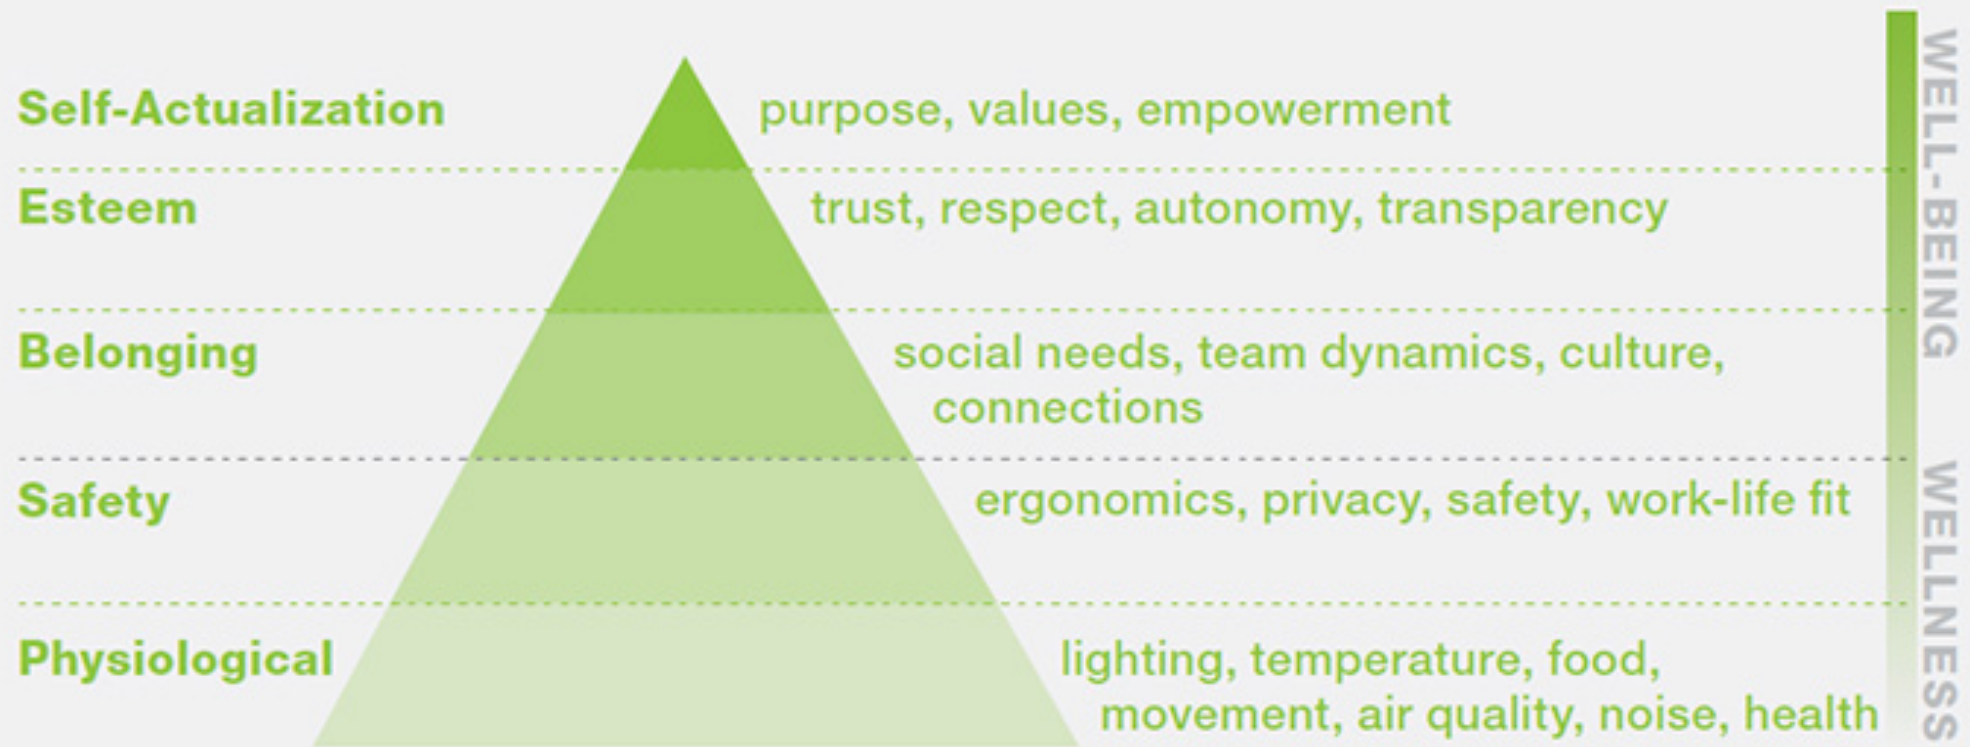 Self-Actualization
purpose, values, empowerment
Esteem
trust, respect, autonomy, transparency
Belonging
social needs, team dynamics, culture,
connections
Safety
ergonomics, privacy, safety, work-life fit
Physiological
lighting, temperature, food,
movement, air quality, noise, health
WELL-BEING
WELLNESS